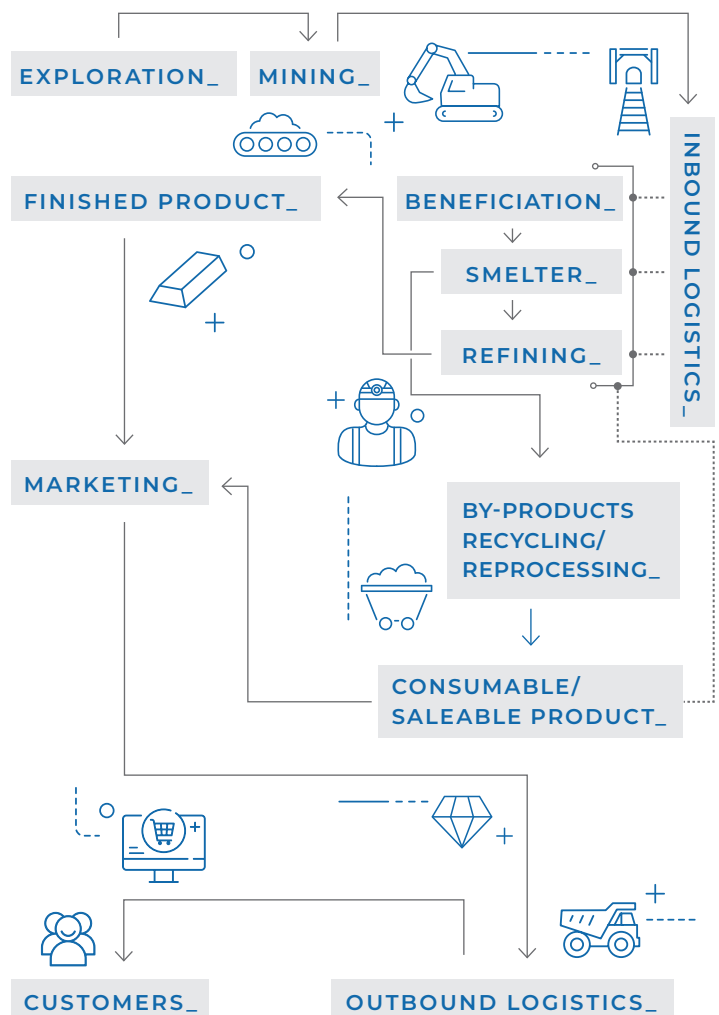 EXPLORATION_
MINING_
INBOUND LOGISTICS_
FINISHED PRODUCT_
BENEFICIATION_
SMELTER_
REFINING_
MARKETING_
BY-PRODUCTS
RECYCLING/
REPROCESSING_
CONSUMABLE/
SALEABLE PRODUCT_
CUSTOMERS_
OUTBOUND LOGISTICS_